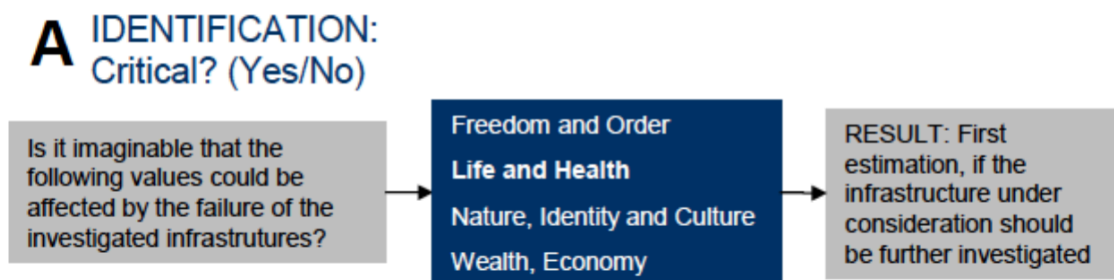 A IDENTIFICATION:
Critical? (Yes/No)
Is it imaginable that the
following values could be
affected by the failure of the
investigated infrastrutures?
Freedom and Order
Life and Health
Nature, Identity and Culture
Wealth, Economy
RESULT: First
estimation, if the
infrastructure under
consideration should
be further investigated